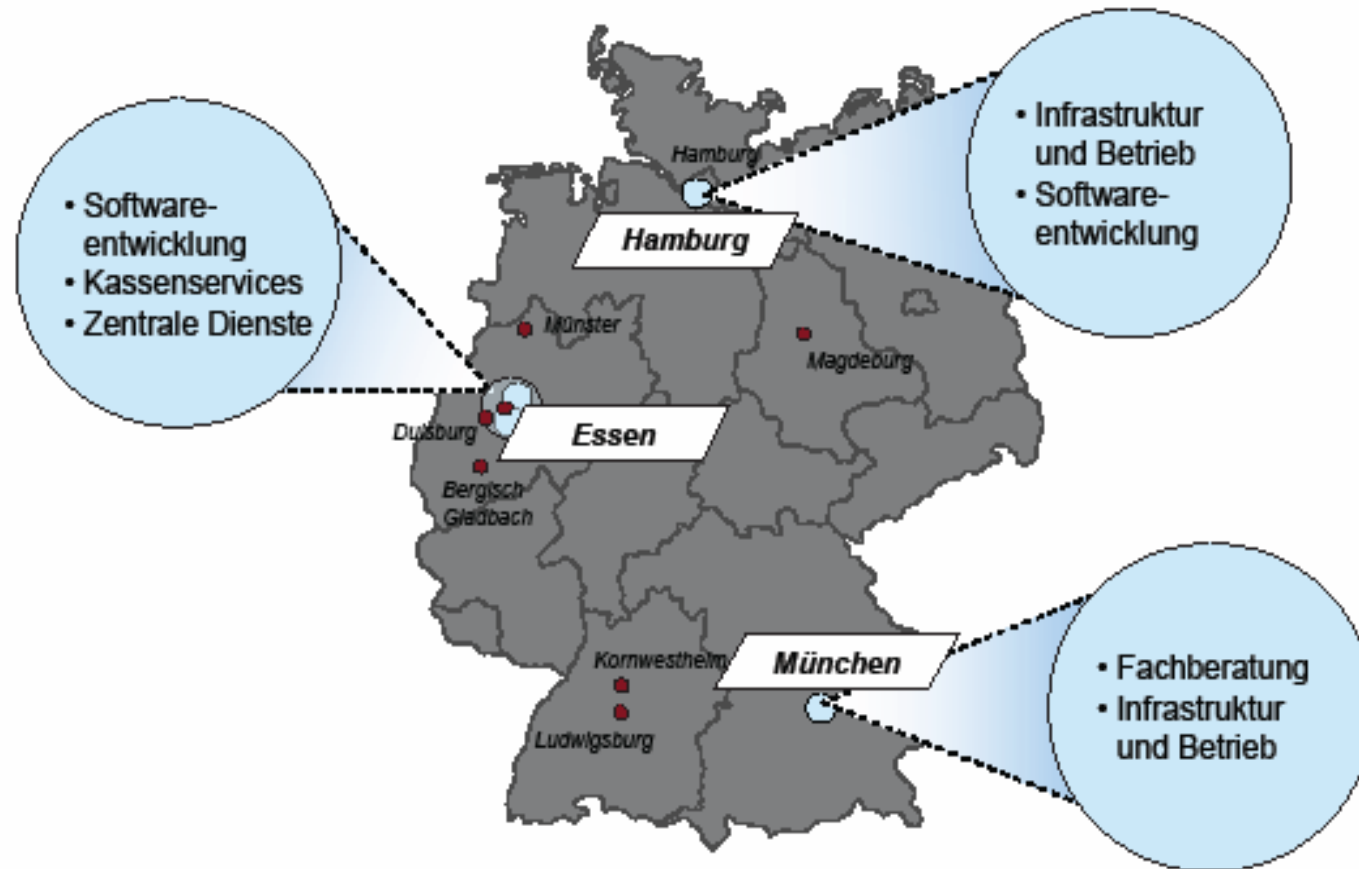 • Infrastruktur
und Betrieb
• Software-
entwicklung
Hamburg
Hamburg
• Software-
entwicklung
• Kassenservices
• Zentrale Dienste
Münster
Magdeburg
Duisburg
Essen
Bergisch
Gladbach
Kornwestheim
München
Ludwigsburg
• Fachberatung
• Infrastruktur
und Betrieb